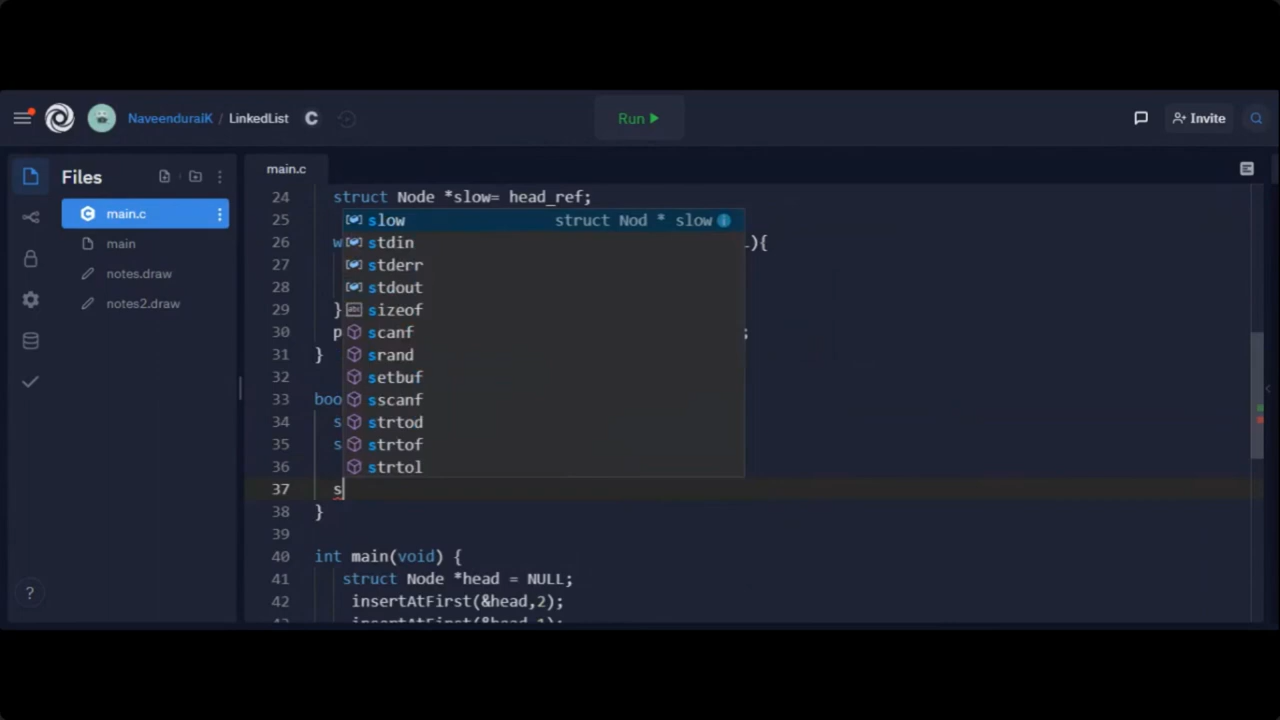 NaveenduraiK / LinkedList
C
Run
Invite
Files
main.c
main
notes.draw
notes2.draw
?
main.c
24 struct Node *slow= head_ref;
25
26 w ){
27
28
29 }
30 p ;
31 }
32
33 boo
34 s
35 s
36
37 s
38 }
39
40 int main(void) {
41 struct Node *head = NULL;
42 insertAtFirst(&head,2);
slow struct Nod * slow
stdin
stderr
stdout
abc sizeof
scanf
srand
setbuf
sscanf
strtod
strtof
strtol